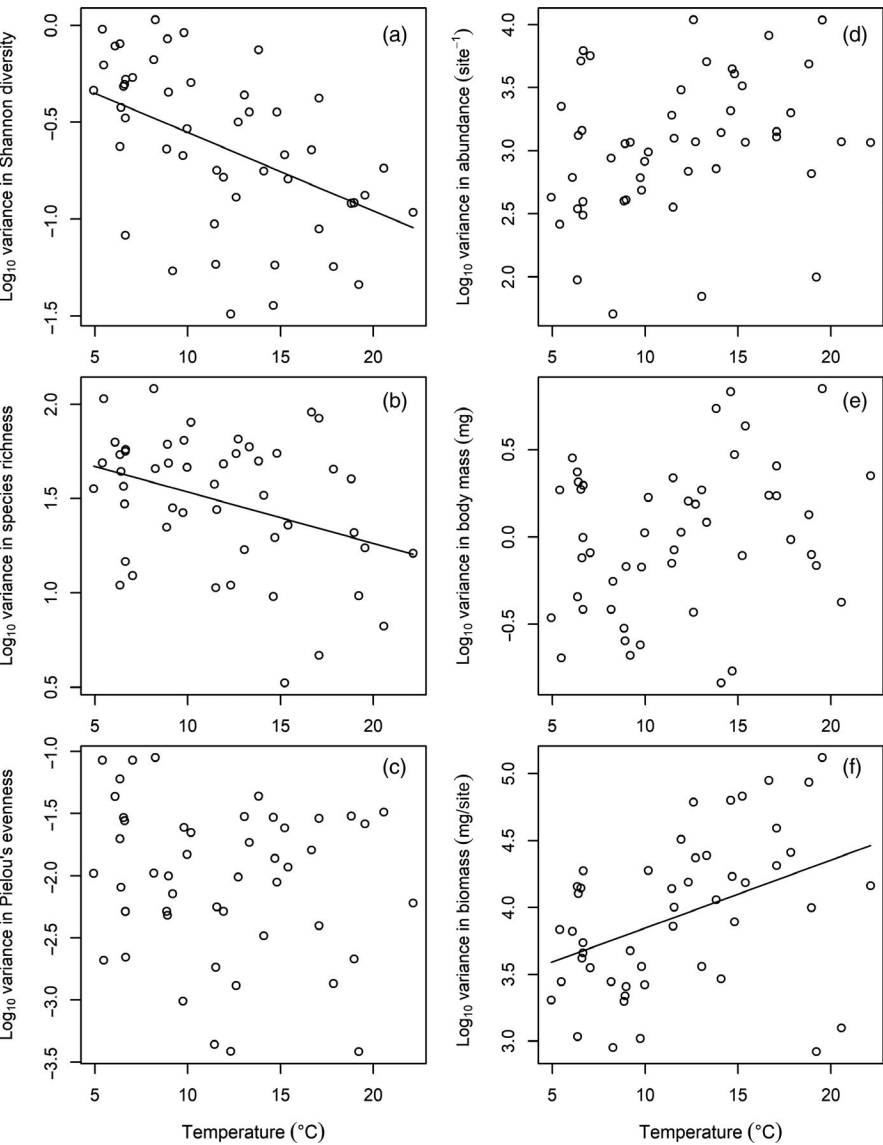 Log₁₀ variance in Shannon diversity
0.0
−0.5
−1.0
−1.5
(a)
5 10 15 20
Log₁₀ variance in abundance (site⁻¹)
4.0
3.5
3.0
2.5
2.0
(d)
5 10 15 20
Log₁₀ variance in species richness
2.0
1.5
1.0
0.5
(b)
5 10 15 20
Log₁₀ variance in body mass (mg)
0.5
0.0
−0.5
(e)
5 10 15 20
Log₁₀ variance in Pielou's evenness
−1.0
−1.5
−2.0
−2.5
−3.0
−3.5
(c)
5 10 15 20
Temperature (°C)
Log₁₀ variance in biomass (mg/site)
5.0
4.5
4.0
3.5
3.0
(f)
5 10 15 20
Temperature (°C)